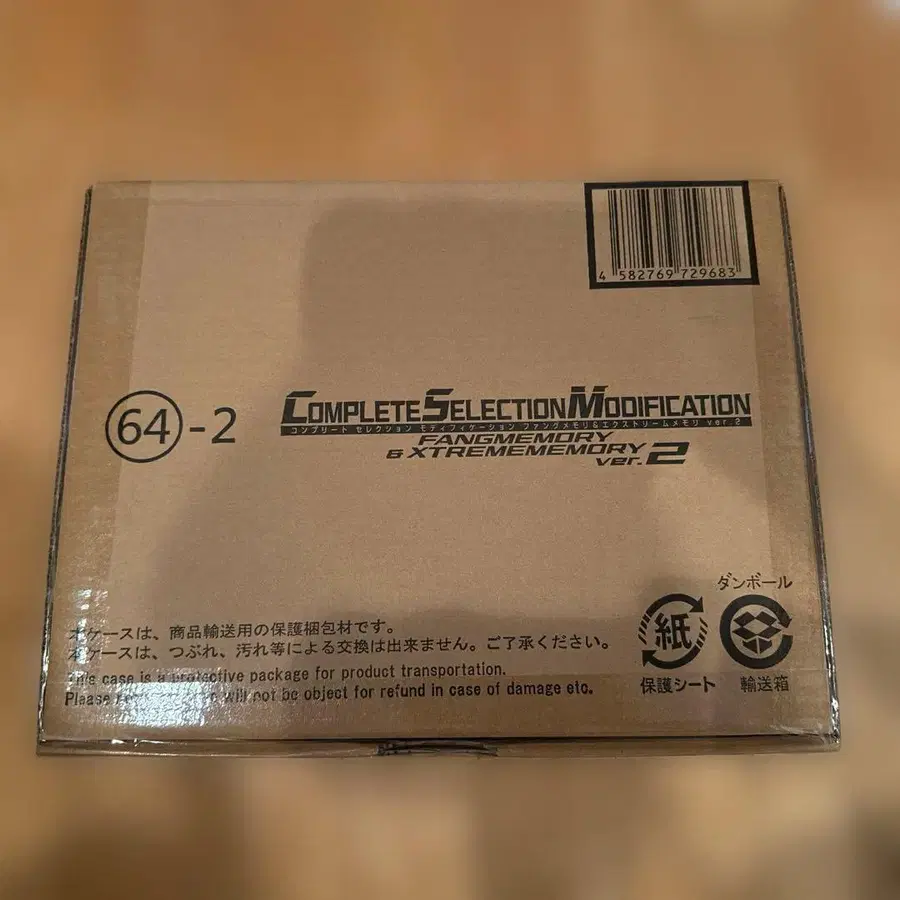 4 582769 729683
64-2
COMPLETE SELECTION MODIFICATION
コンプリート セレクション モディフィケーション ファングメモリ&エクストリームメモリ ver.2
FANGMEMORY
& XTREMEMEMORY
ver.2
ダンボール
紙
保護シート 輸送箱
本ケースは、商品輸送用の保護梱包材です。
本ケースは、つぶれ、汚れ等による交換は出来ません。ご了承ください。
This case is a protective package for product transportation.
Please will not be object for refund in case of damage etc.